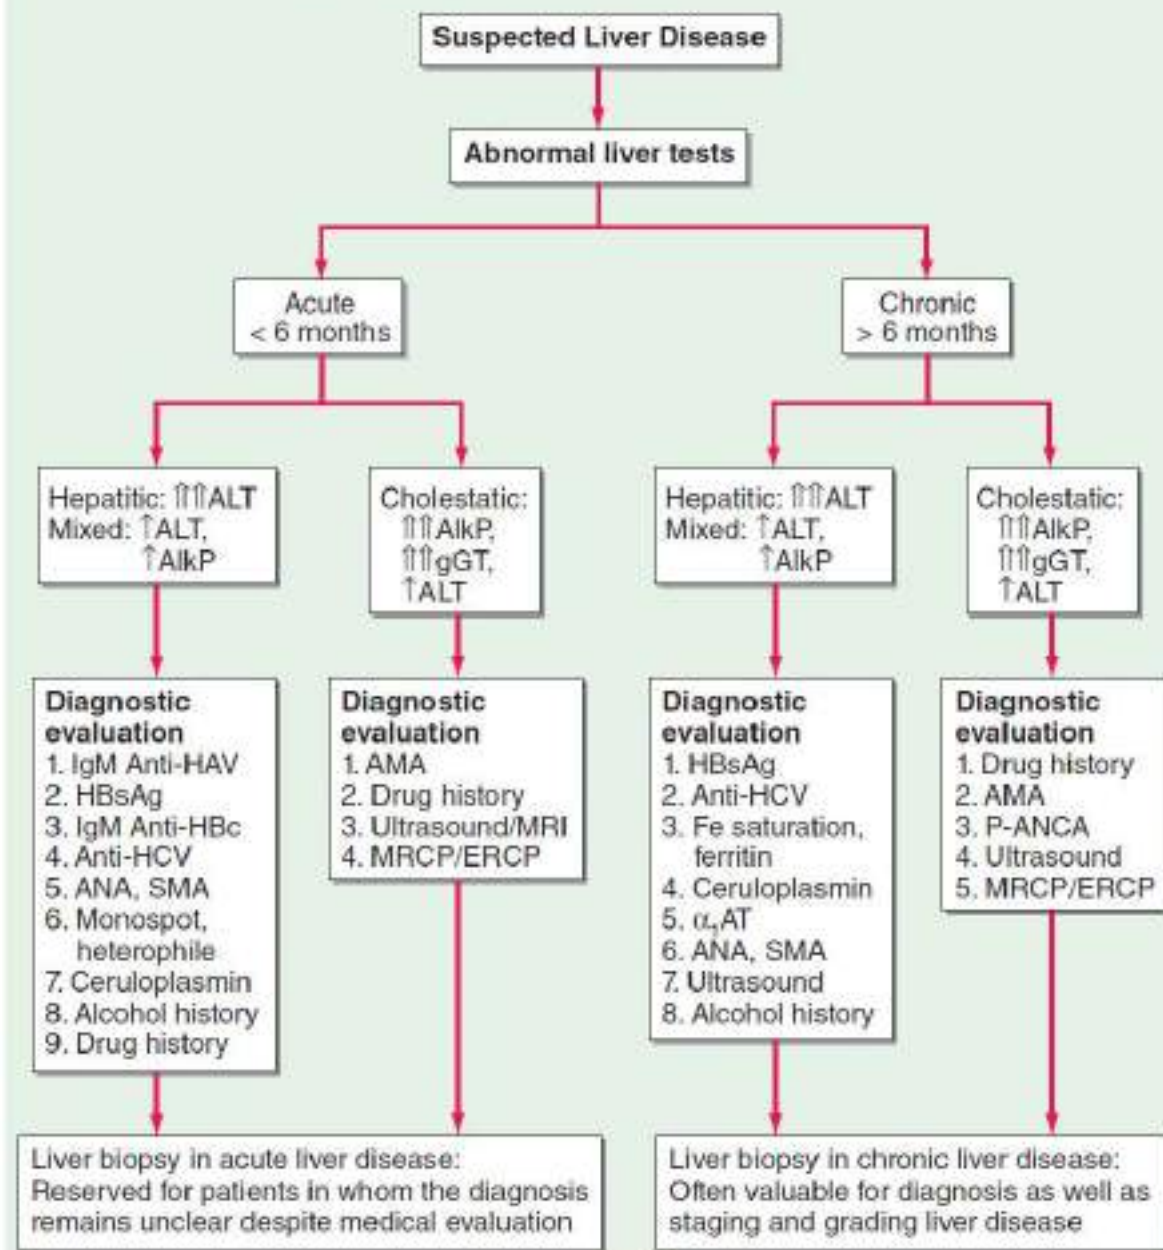 Suspected Liver Disease
Abnormal liver tests
Acute
< 6 months
Chronic
> 6 months
Hepatitic: ⇑⇑ALT
Mixed: ↑ALT,
↑AlkP
Cholestatic:
⇑⇑AlkP,
⇑⇑gGT,
↑ALT
Hepatitic: ⇑⇑ALT
Mixed: ↑ALT,
↑AlkP
Cholestatic:
⇑⇑AlkP,
⇑⇑gGT,
↑ALT
Diagnostic
evaluation
1. IgM Anti-HAV
2. HBsAg
3. IgM Anti-HBc
4. Anti-HCV
5. ANA, SMA
6. Monospot,
heterophile
7. Ceruloplasmin
8. Alcohol history
9. Drug history
Diagnostic
evaluation
1. AMA
2. Drug history
3. Ultrasound/MRI
4. MRCP/ERCP
Diagnostic
evaluation
1. HBsAg
2. Anti-HCV
3. Fe saturation,
ferritin
4. Ceruloplasmin
5. α₁AT
6. ANA, SMA
7. Ultrasound
8. Alcohol history
Diagnostic
evaluation
1. Drug history
2. AMA
3. P-ANCA
4. Ultrasound
5. MRCP/ERCP
Liver biopsy in acute liver disease:
Reserved for patients in whom the diagnosis
remains unclear despite medical evaluation
Liver biopsy in chronic liver disease:
Often valuable for diagnosis as well as
staging and grading liver disease